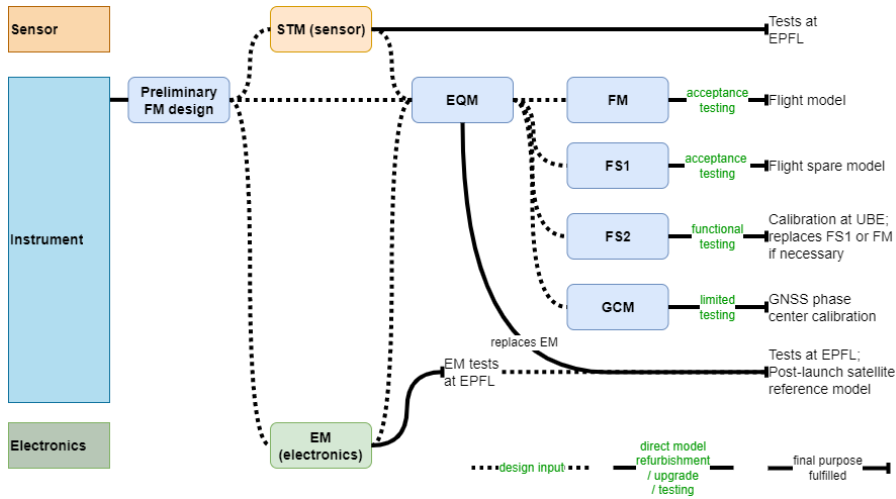 Sensor
STM (sensor)
Tests at
EPFL
Instrument
Preliminary
FM design
EQM
FM
acceptance
testing
Flight model
FS1
acceptance
testing
Flight spare model
FS2
functional
testing
Calibration at UBE;
replaces FS1 or FM
if necessary
GCM
limited
testing
GNSS phase
center calibration
replaces EM
EM tests
at EPFL
Tests at EPFL;
Post-launch satellite
reference model
Electronics
EM
(electronics)
design input
direct model
refurbishment
/ upgrade
/ testing
final purpose
fulfilled